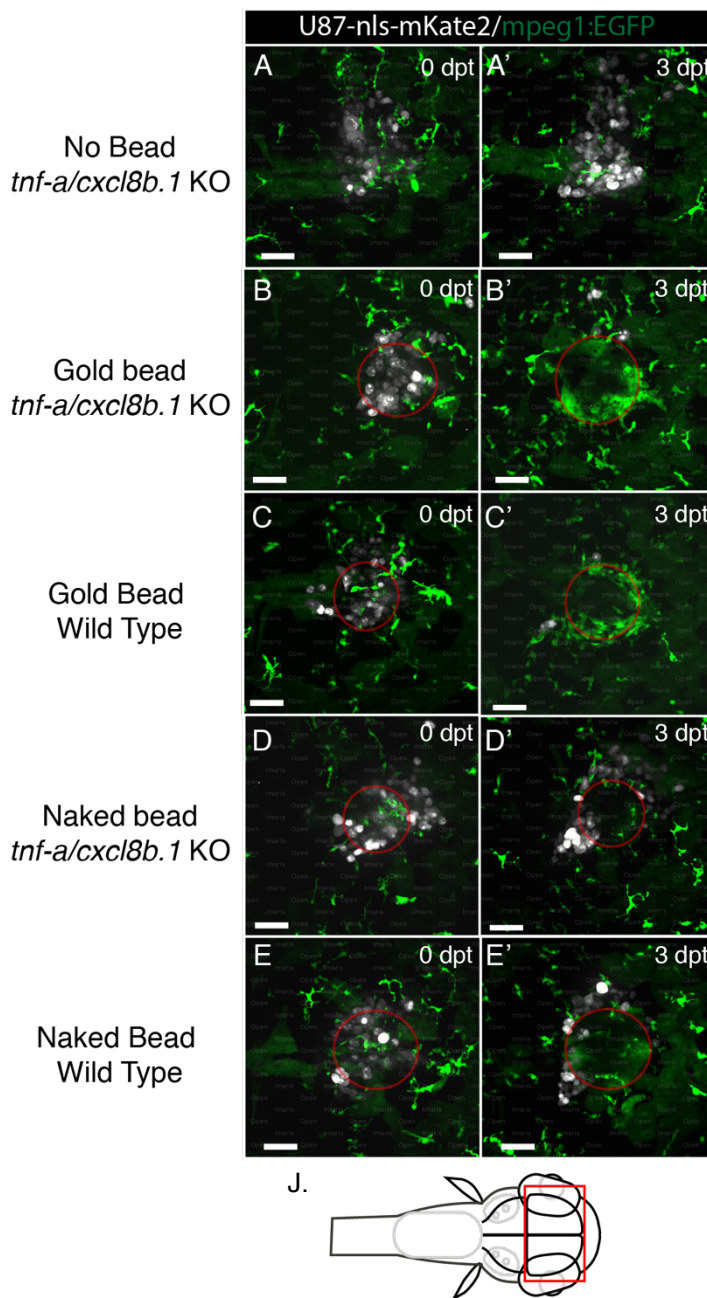 U87-nls-mKate2/mpeg1:EGFP
A 0 dpt A' 3 dpt
No Bead
tnf-a/cxcl8b.1 KO
B 0 dpt B' 3 dpt
Gold bead
tnf-a/cxcl8b.1 KO
C 0 dpt C' 3 dpt
Gold Bead
Wild Type
D 0 dpt D' 3 dpt
Naked bead
tnf-a/cxcl8b.1 KO
E 0 dpt E' 3 dpt
Naked Bead
Wild Type
J.